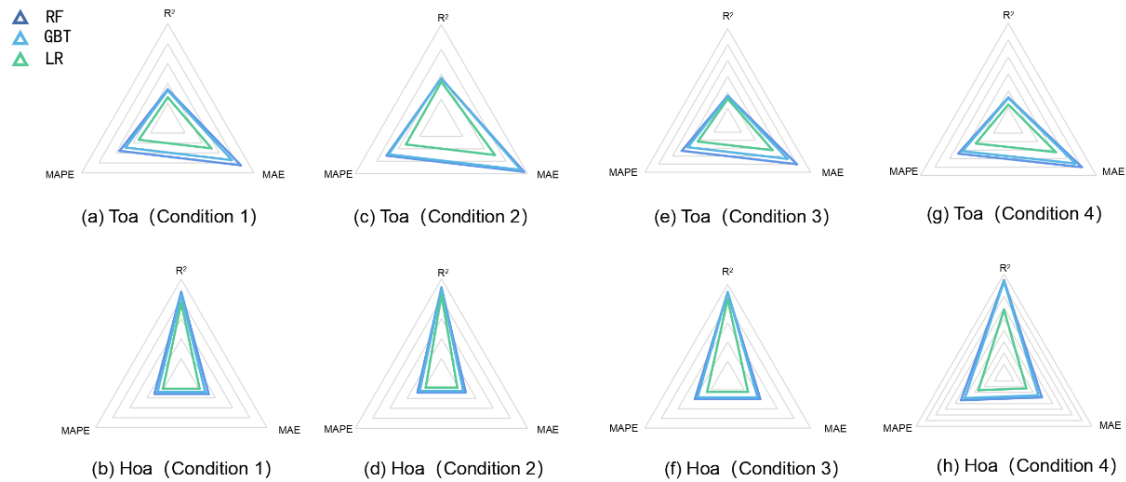 RF
GBT
LR
R²
MAPE
MAE
(a) Toa（Condition 1)
R²
MAPE
MAE
(c) Toa（Condition 2)
R²
MAPE
MAE
(e) Toa（Condition 3)
R²
MAPE
MAE
(g) Toa（Condition 4)
R²
MAPE
MAE
(b) Hoa（Condition 1)
R²
MAPE
MAE
(d) Hoa（Condition 2)
R²
MAPE
MAE
(f) Hoa（Condition 3)
R²
MAPE
MAE
(h) Hoa（Condition 4)